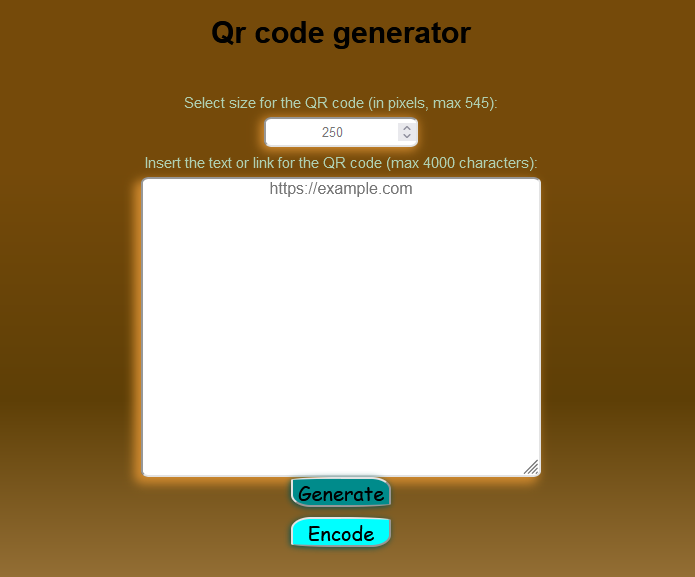 Qr code generator
Select size for the QR code (in pixels, max 545):
250
Insert the text or link for the QR code (max 4000 characters):
https://example.com
Generate
Encode